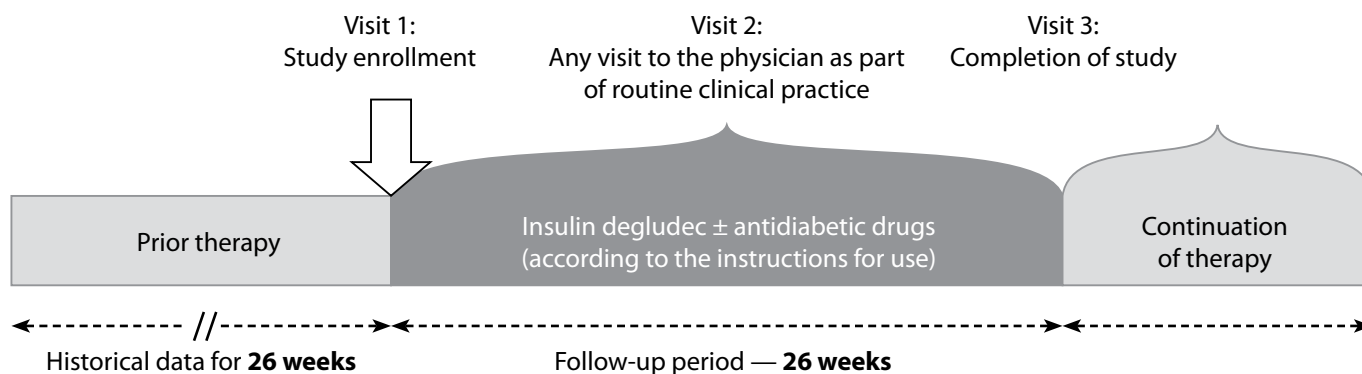 Visit 1:
Study enrollment
Visit 2:
Any visit to the physician as part
of routine clinical practice
Visit 3:
Completion of study
Prior therapy
Insulin degludec ± antidiabetic drugs
(according to the instructions for use)
Continuation
of therapy
Historical data for 26 weeks
Follow-up period — 26 weeks